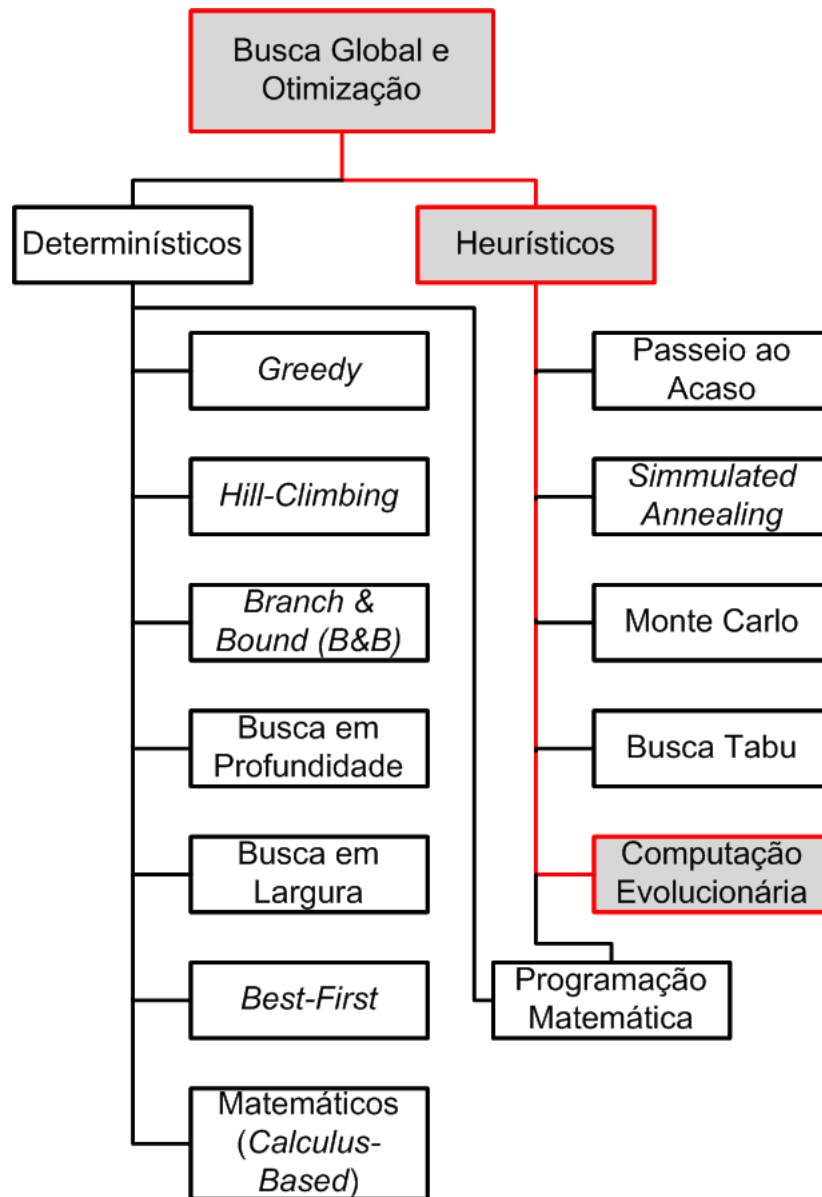 Busca Global e
Otimização
Determinísticos
Heurísticos
Greedy
Hill-Climbing
Branch &
Bound (B&B)
Busca em
Profundidade
Busca em
Largura
Best-First
Matemáticos
(Calculus-
Based)
Passeio ao
Acaso
Simmulated
Annealing
Monte Carlo
Busca Tabu
Computação
Evolucionária
Programação
Matemática